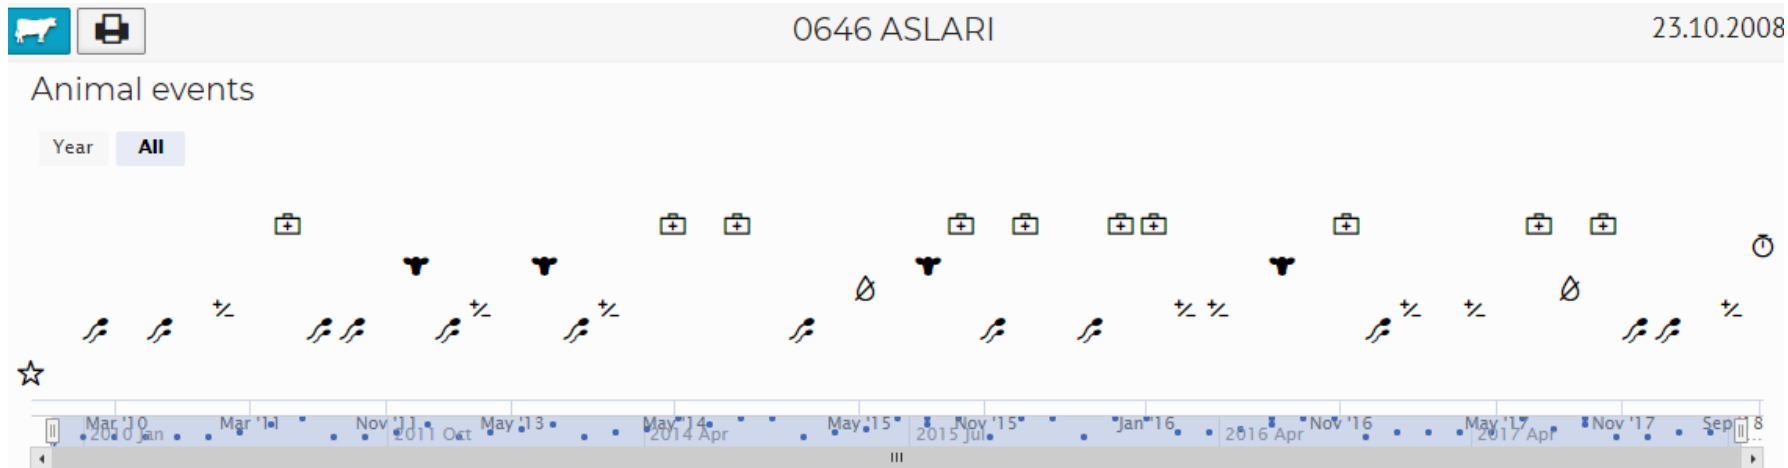 0646 ASLARI
23.10.2008
Animal events
Year All
Mar '10 Mar '11 Nov '11 May '13 May '14 May '15 Nov '15 Jan '16 Nov '16 May '17 Nov '17
2010 Jan 2011 Oct 2014 Apr 2015 Jul 2016 Apr 2017 Apr